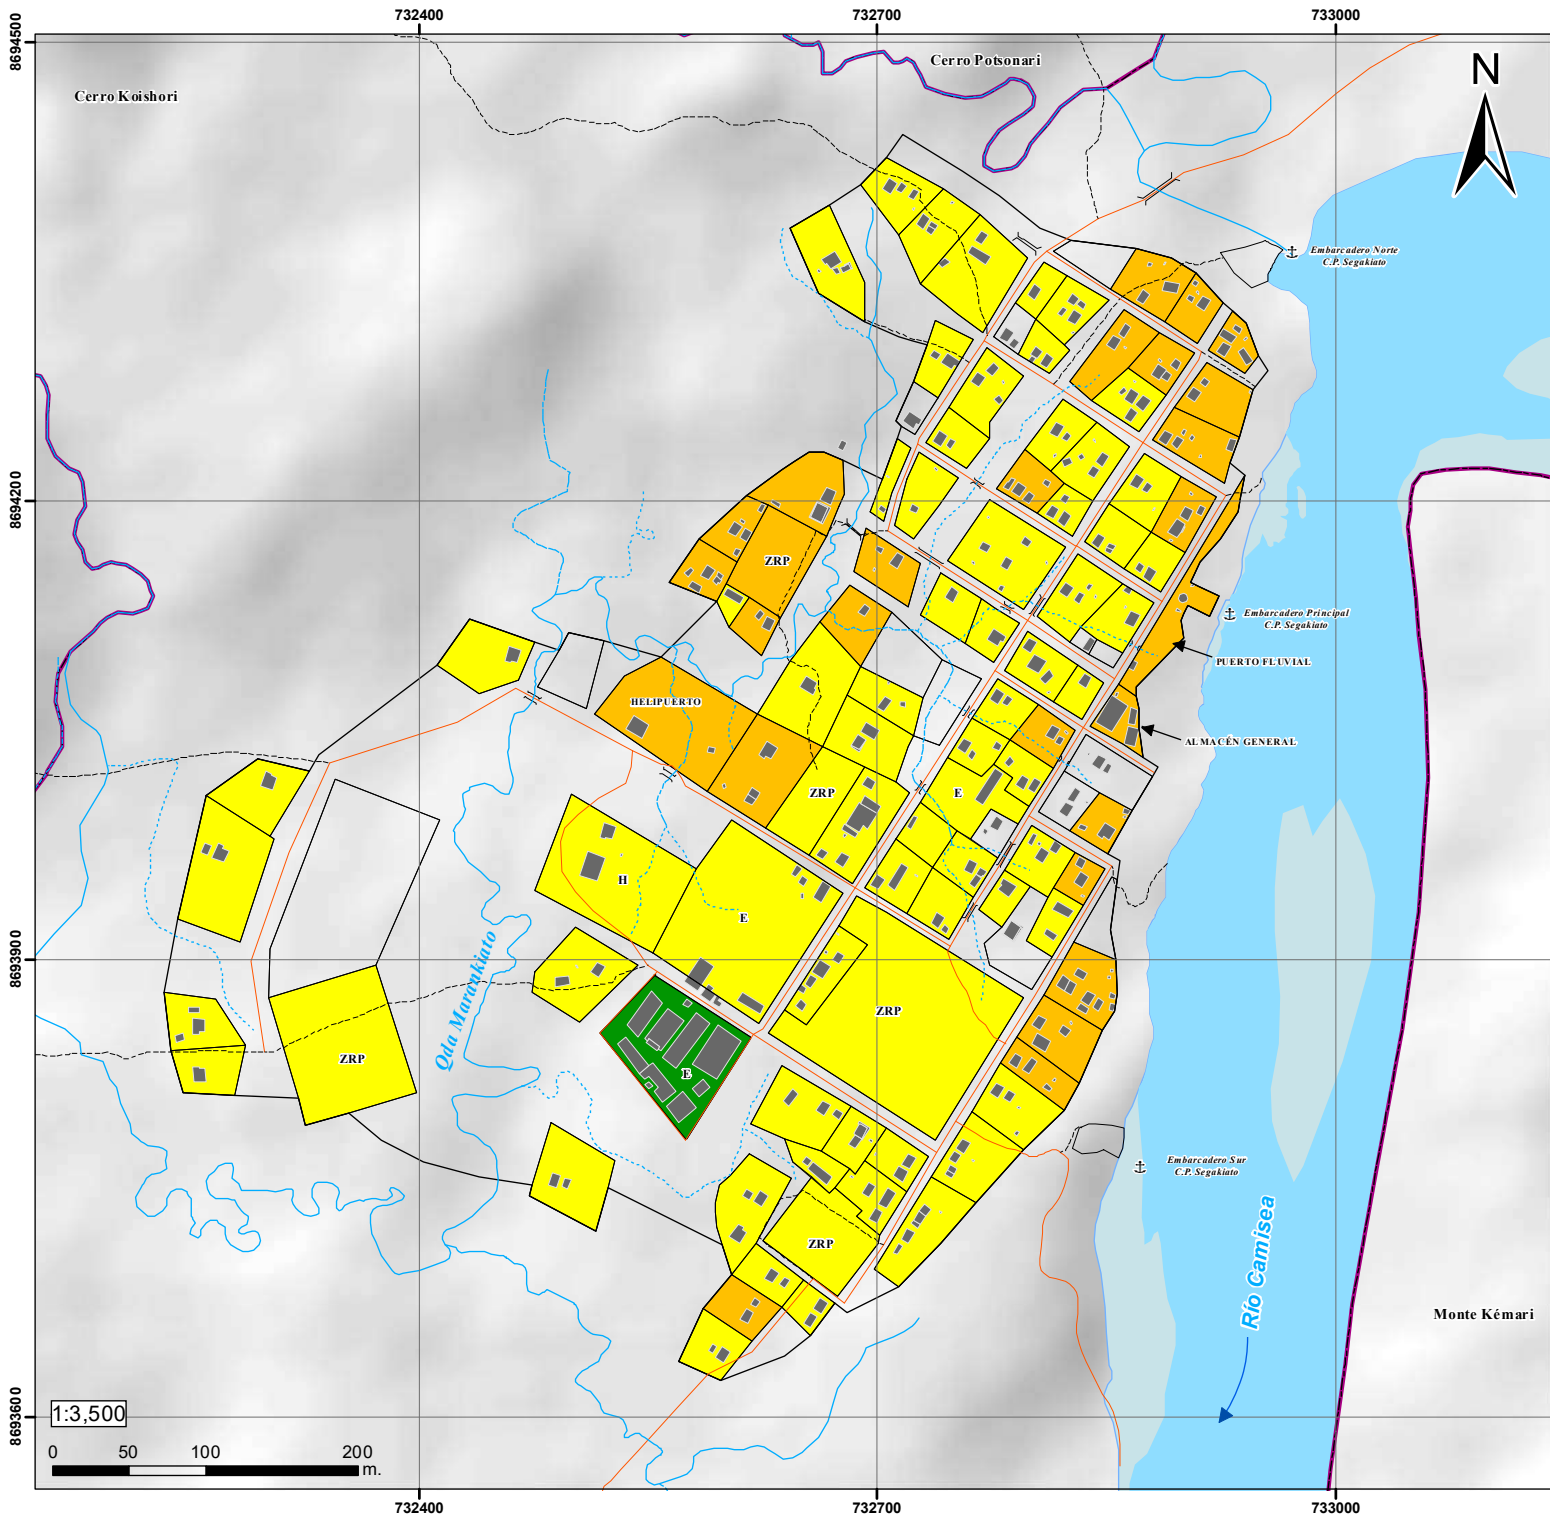 732400
732700
733000
8694500
Cerro Potsonari
N
Cerro Koishori
Embarcadero Norte
C.P. Segakiato
8694200
ZRP
Embarcadero Principal
C.P. Segakiato
PUERTO FLUVIAL
HELIPUERTO
ALMACÉN GENERAL
ZRP
E
H
E
8693900
Qda Marankiato
ZRP
ZRP
E
Embarcadero Sur
C.P. Segakiato
ZRP
Río Camisea
Monte Kémari
8693600
1:3,500
0 50 100 200
m.
732400
732700
733000